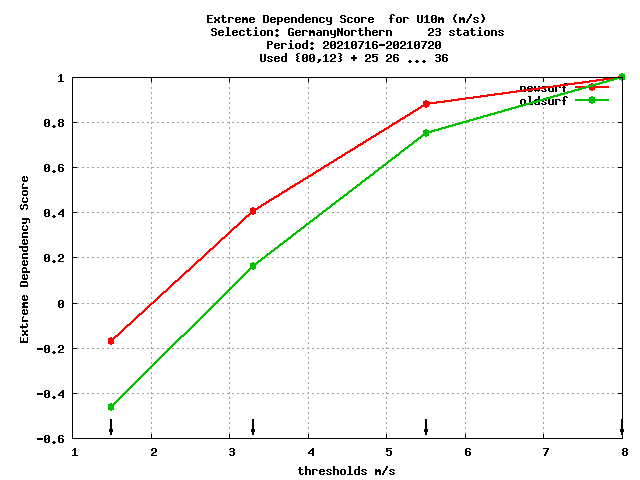 Extreme Dependency Score  for U10m (m/s)
Selection: GermanyNorthern     23 stations
Period: 20210716-20210720
Used {00,12} + 25 26 ... 36
1
0.8
0.6
0.4
0.2
0
-0.2
-0.4
-0.6
Extreme Dependency Score
newsurf
oldsurf
1 2 3 4 5 6 7 8
thresholds m/s